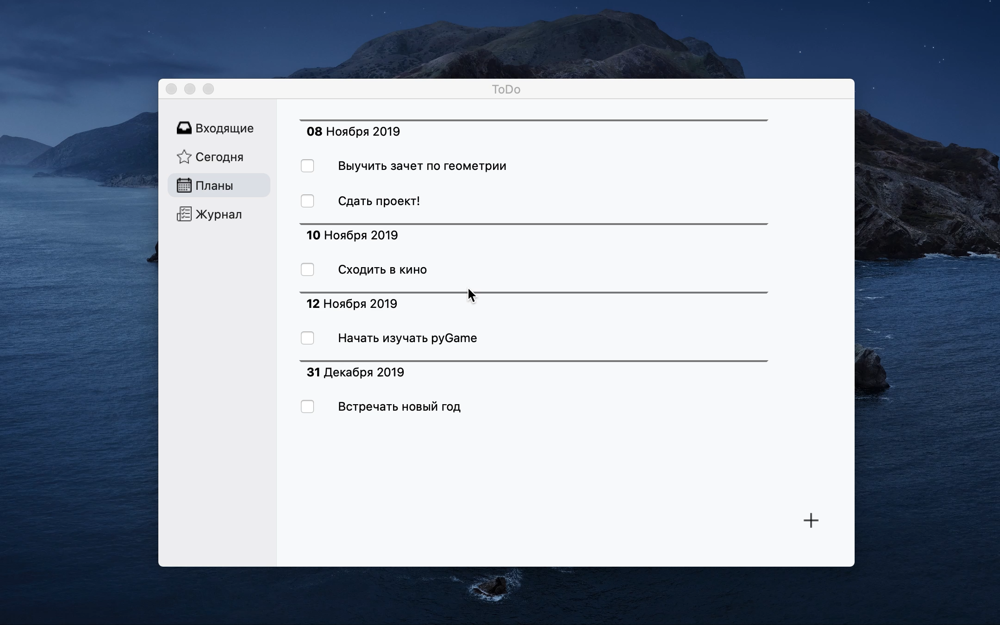 ToDo
Входящие
Сегодня
Планы
Журнал
08 Ноября 2019
Выучить зачет по геометрии
Сдать проект!
10 Ноября 2019
Сходить в кино
12 Ноября 2019
Начать изучать pyGame
31 Декабря 2019
Встречать новый год